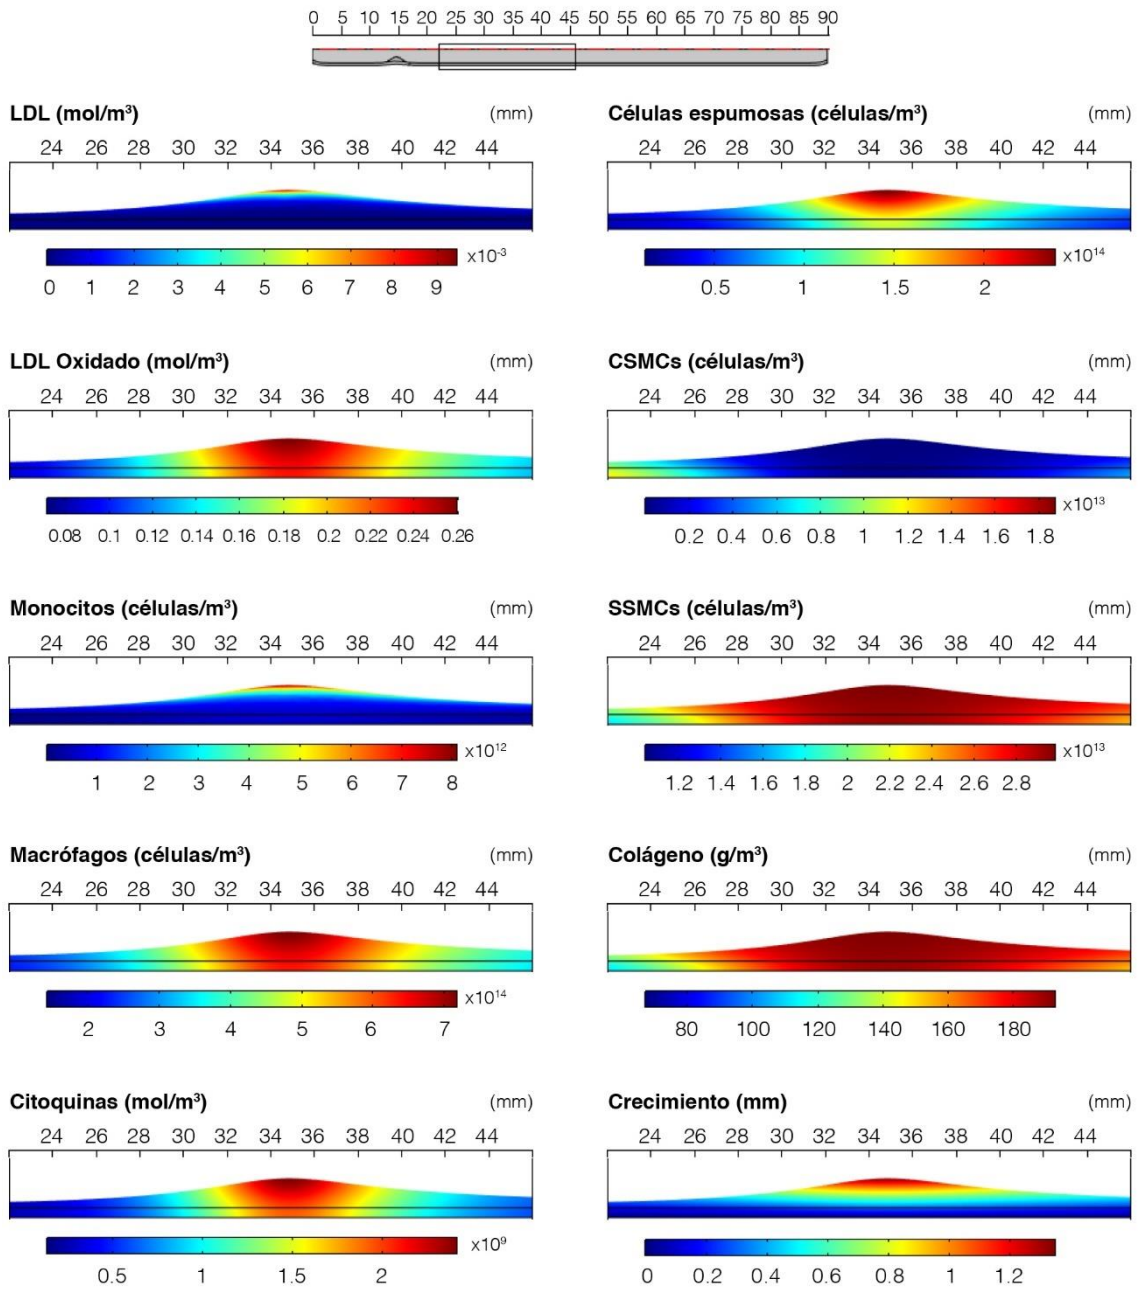 0 5 10 15 20 25 30 35 40 45 50 55 60 65 70 75 80 85 90
LDL (mol/m³) (mm)
24 26 28 30 32 34 36 38 40 42 44
x10⁻³
0 1 2 3 4 5 6 7 8 9
Células espumosas (células/m³) (mm)
24 26 28 30 32 34 36 38 40 42 44
x10¹⁴
0.5 1 1.5 2
LDL Oxidado (mol/m³) (mm)
24 26 28 30 32 34 36 38 40 42 44
0.08 0.1 0.12 0.14 0.16 0.18 0.2 0.22 0.24 0.26
CSMCs (células/m³) (mm)
24 26 28 30 32 34 36 38 40 42 44
x10¹³
0.2 0.4 0.6 0.8 1 1.2 1.4 1.6 1.8
Monocitos (células/m³) (mm)
24 26 28 30 32 34 36 38 40 42 44
x10¹²
1 2 3 4 5 6 7 8
SSMCs (células/m³) (mm)
24 26 28 30 32 34 36 38 40 42 44
x10¹³
1.2 1.4 1.6 1.8 2 2.2 2.4 2.6 2.8
Macrófagos (células/m³) (mm)
24 26 28 30 32 34 36 38 40 42 44
x10¹⁴
2 3 4 5 6 7
Colágeno (g/m³) (mm)
24 26 28 30 32 34 36 38 40 42 44
80 100 120 140 160 180
Citoquinas (mol/m³) (mm)
24 26 28 30 32 34 36 38 40 42 44
x10⁹
0.5 1 1.5 2
Crecimiento (mm) (mm)
24 26 28 30 32 34 36 38 40 42 44
0 0.2 0.4 0.6 0.8 1 1.2